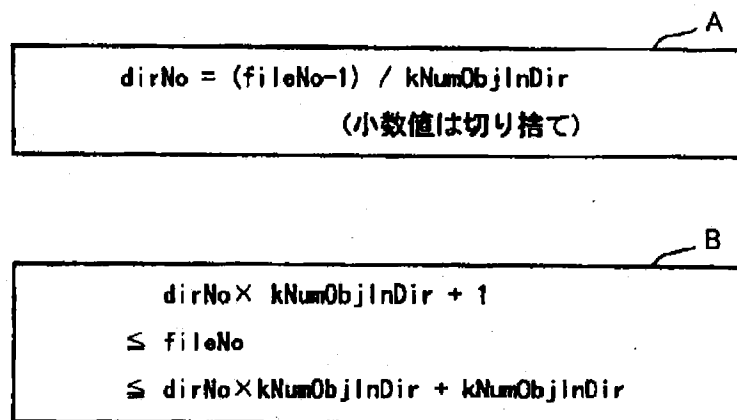 A
dirNo = (fileNo-1) / kNumObjInDir
(小数値は切り捨て)
B
dirNo× kNumObjInDir + 1
≦ fileNo
≦ dirNo×kNumObjInDir + kNumObjInDir